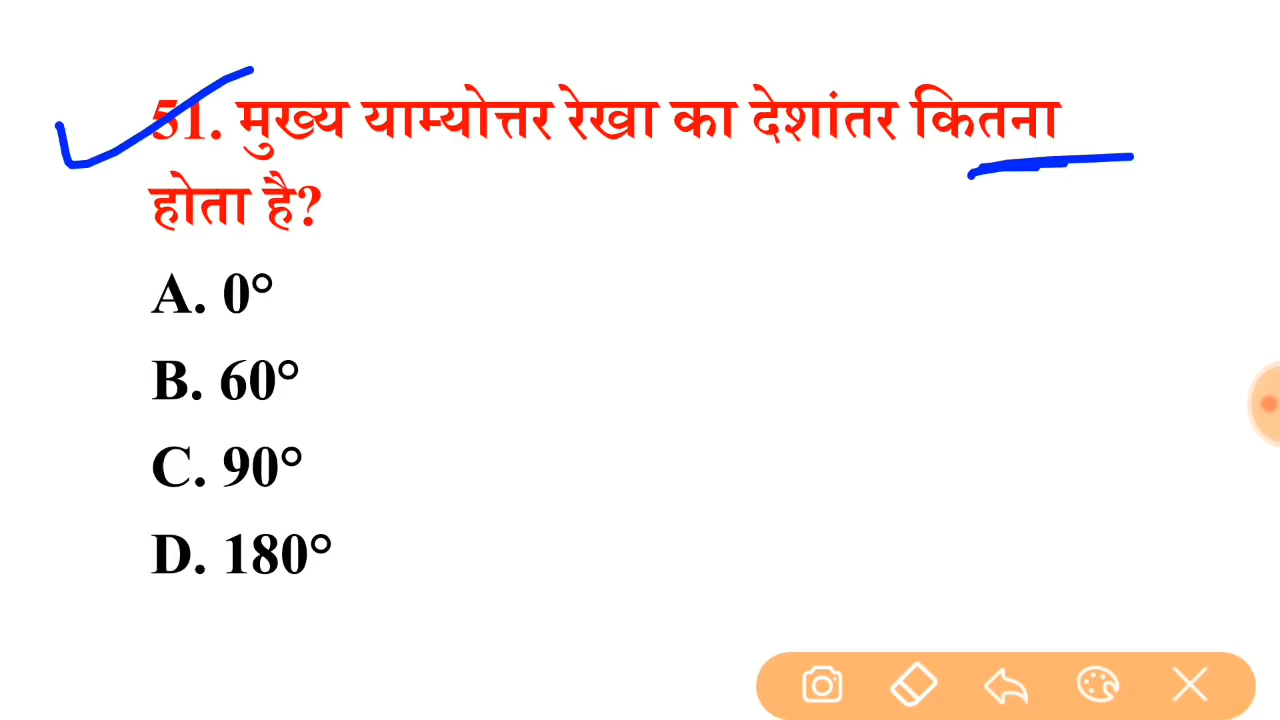 51. मुख्य याम्योत्तर रेखा का देशांतर कितना
होता है?
A. 0°
B. 60°
C. 90°
D. 180°